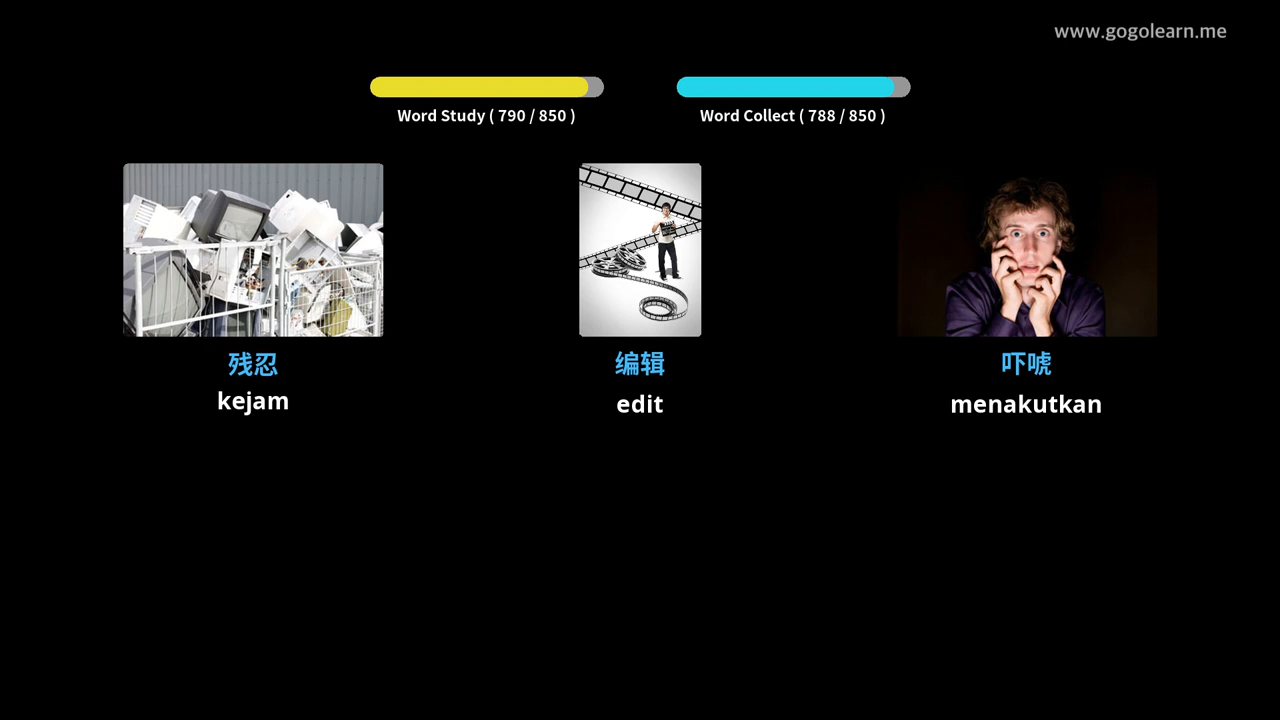 www.gogolearn.me
Word Study ( 790 / 850 )
Word Collect ( 788 / 850 )
残忍
kejam
编辑
edit
吓唬
menakutkan